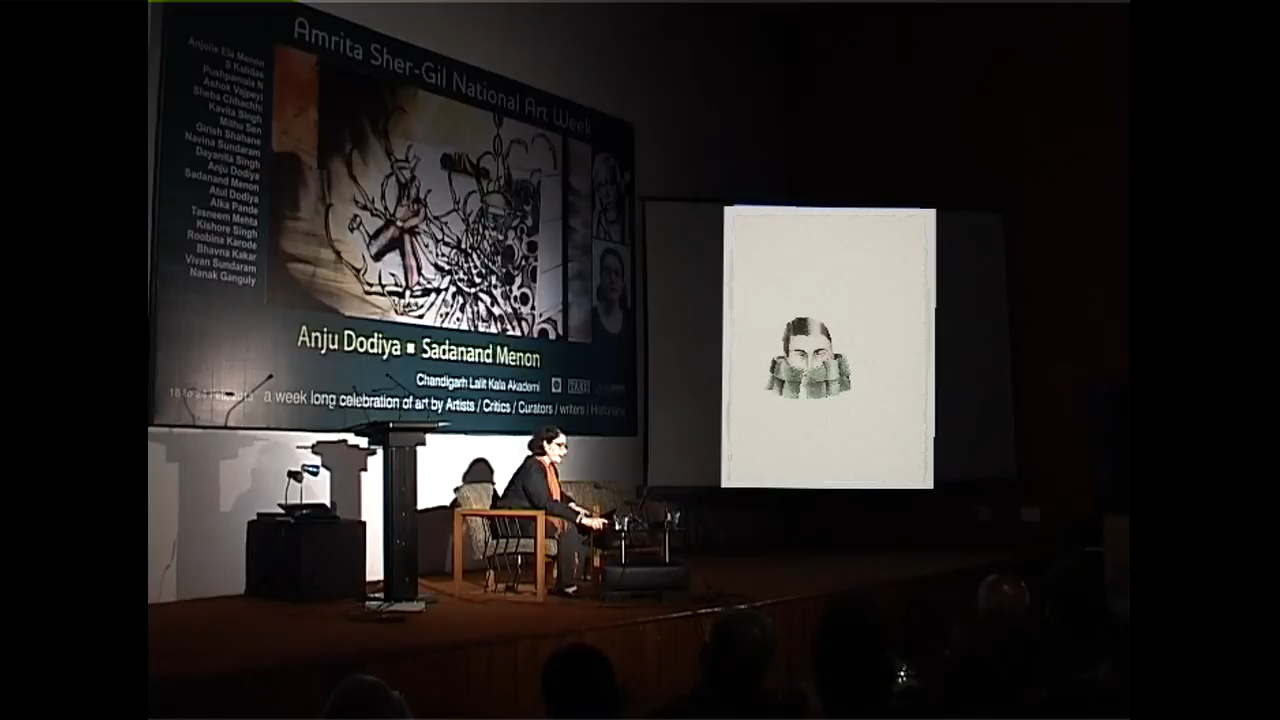 Amrita Sher-Gil National Art Week
Anjolie Ela Menon
S Kalidas
Pushpamala N
Ashok Vajpeyi
Sheba Chhachhi
Kavita Singh
Mithu Sen
Girish Shahane
Navina Sundaram
Dayanita Singh
Anju Dodiya
Sadanand Menon
Atul Dodiya
Alka Pande
Tasneem Mehta
Kishore Singh
Roobina Karode
Bhavna Kakar
Vivan Sundaram
Nanak Ganguly
Anju Dodiya ▪ Sadanand Menon
Chandigarh Lalit Kala Akademi
TAKE
a week long celebration of art by Artists / Critics / Curators / writers / Historians